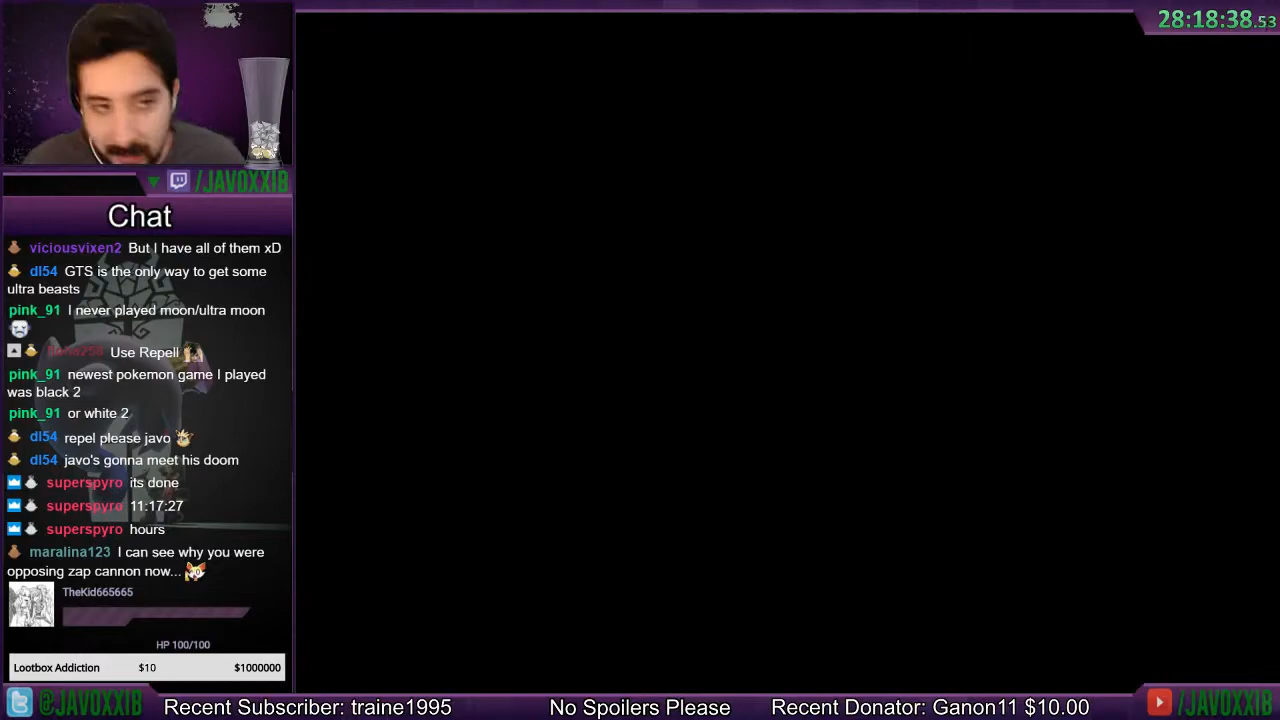 28:18:38.53
/JAVOXXIB
Chat
viciousvixen2 But I have all of them xD
dl54 GTS is the only way to get some
ultra beasts
pink_91 I never played moon/ultra moon
Use Repell
pink_91 newest pokemon game I played
was black 2
pink_91 or white 2
dl54 repel please javo
dl54 javo's gonna meet his doom
superspyro its done
superspyro 11:17:27
superspyro hours
maralina123 I can see why you were
opposing zap cannon now...
TheKid665665
HP 100/100
Lootbox Addiction $10 $1000000
@JAVOXXIB Recent Subscriber: traine1995 No Spoilers Please Recent Donator: Ganon11 $10.00 /JAVOXXIB